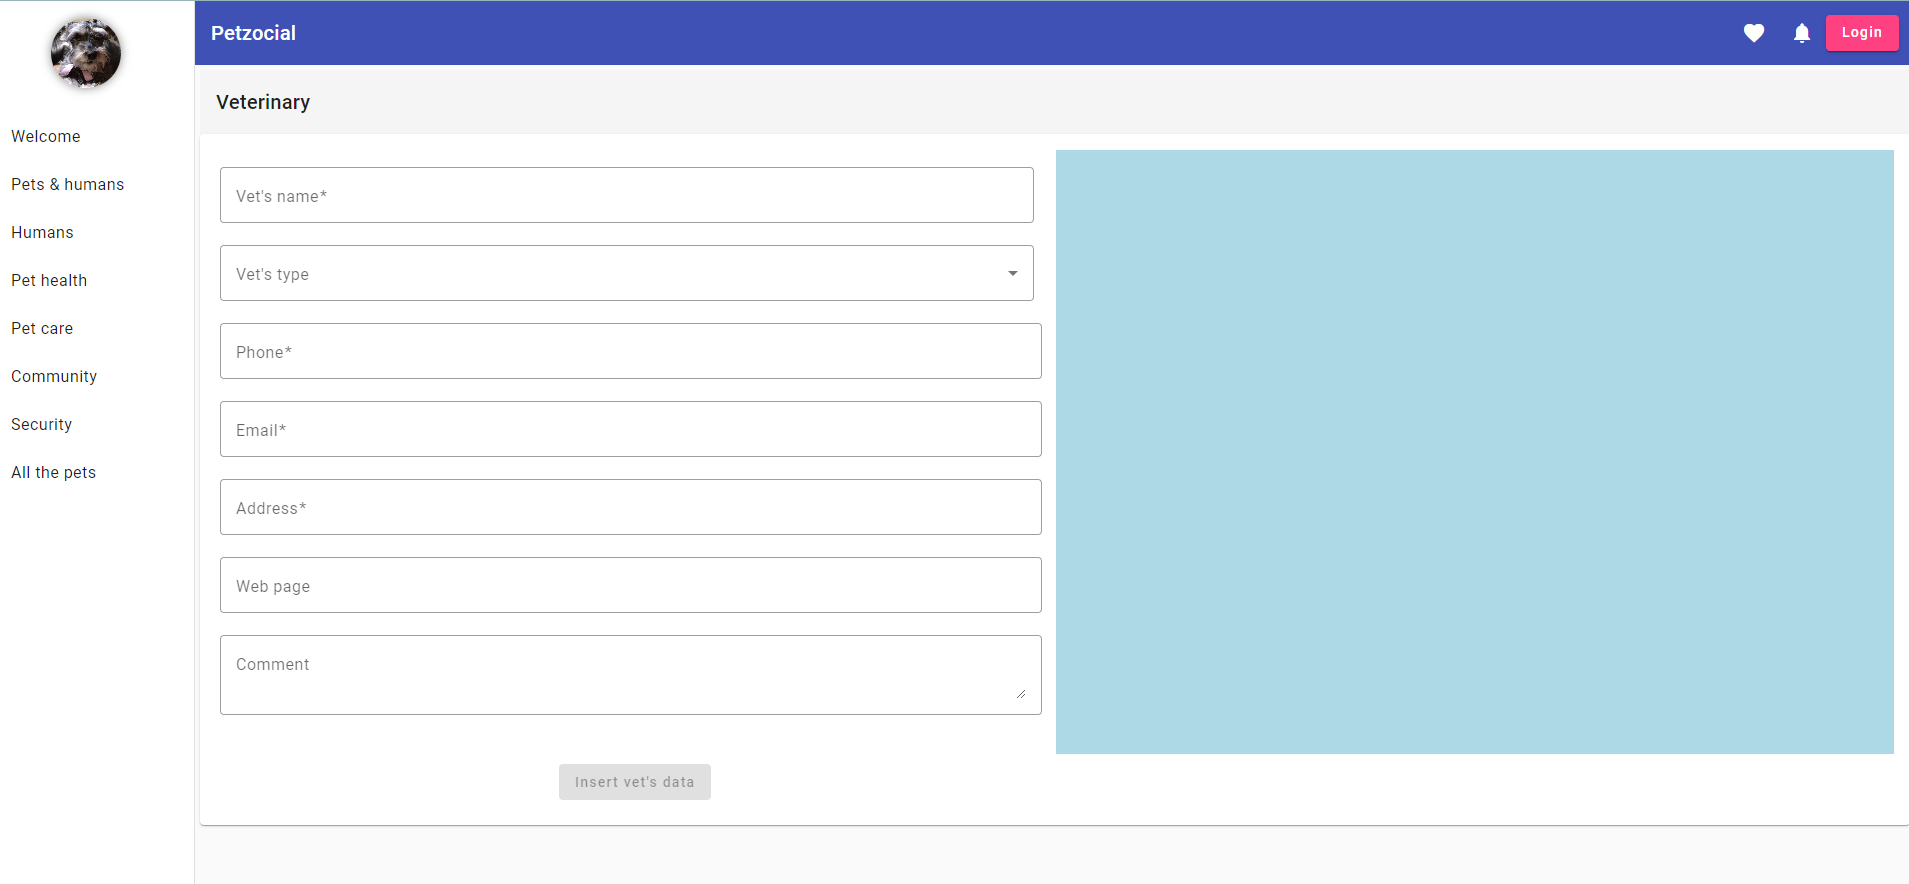 Petzocial
Login
Welcome
Pets & humans
Humans
Pet health
Pet care
Community
Security
All the pets
Veterinary
Vet's name*
Vet's type
Phone*
Email*
Address*
Web page
Comment
Insert vet's data